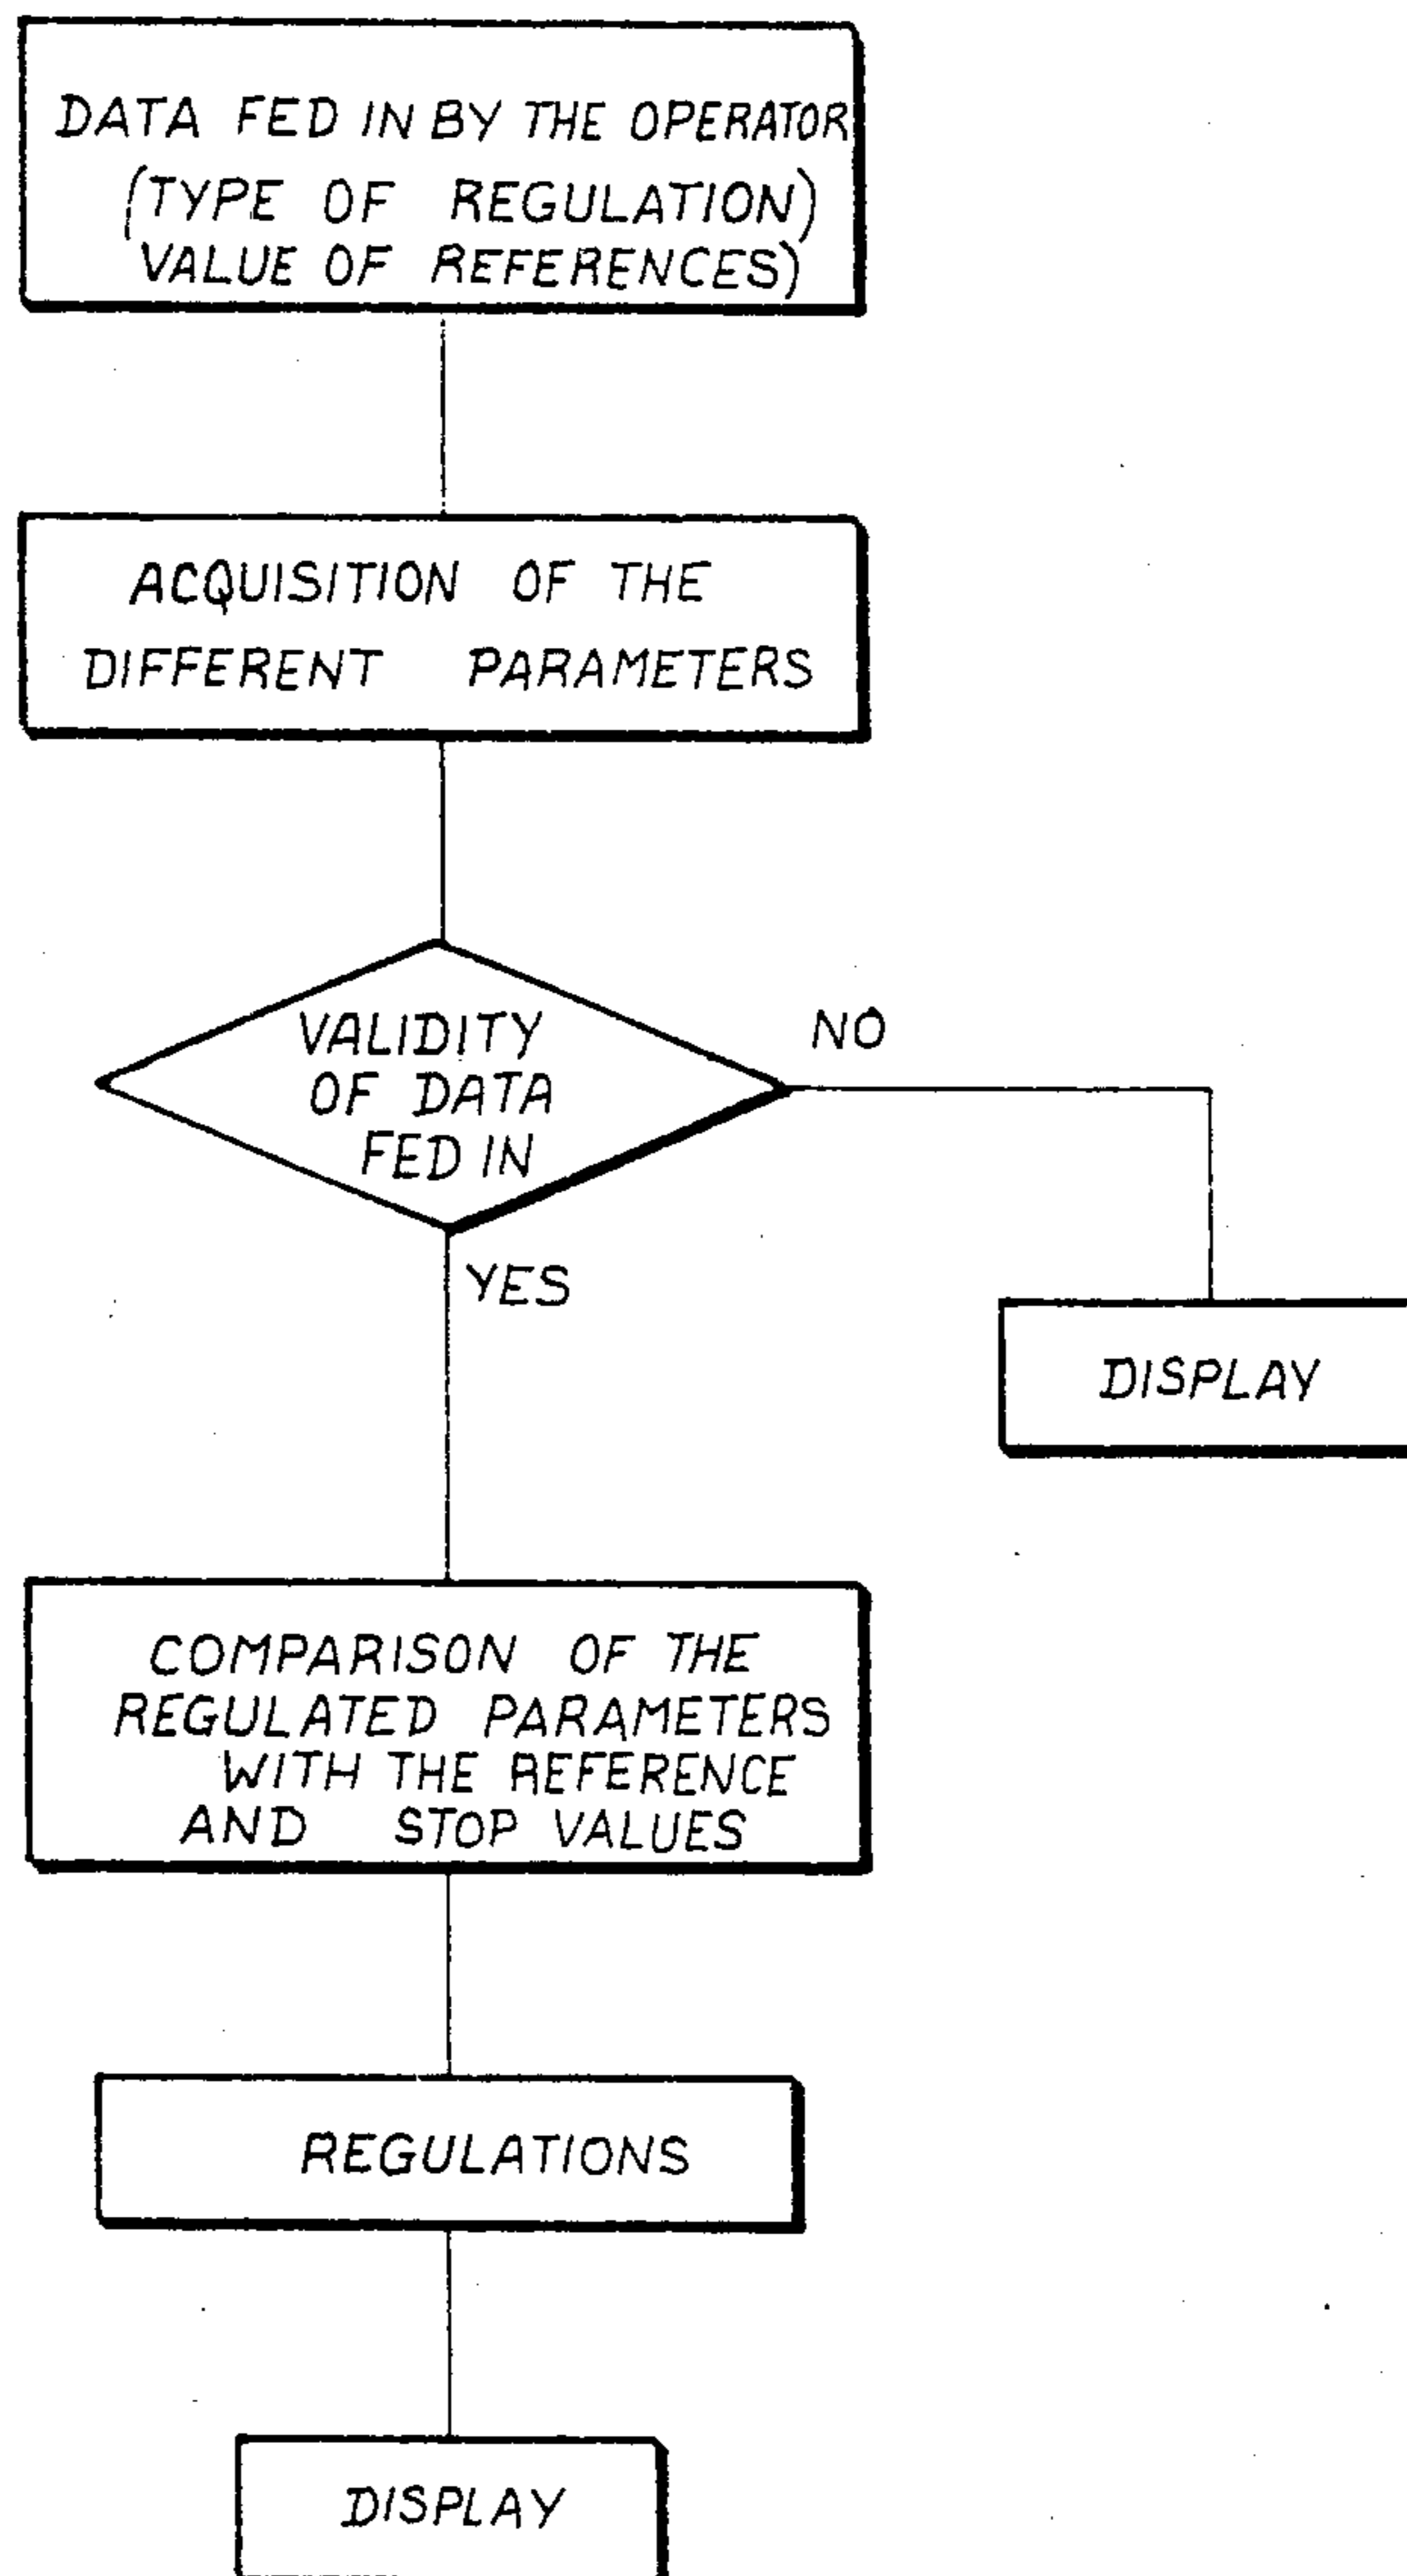 DATA FED IN BY THE OPERATOR
(TYPE OF REGULATION)
VALUE OF REFERENCES)
ACQUISITION OF THE
DIFFERENT PARAMETERS
VALIDITY
OF DATA
FED IN
NO
YES
DISPLAY
COMPARISON OF THE
REGULATED PARAMETERS
WITH THE REFERENCE
AND STOP VALUES
REGULATIONS
DISPLAY